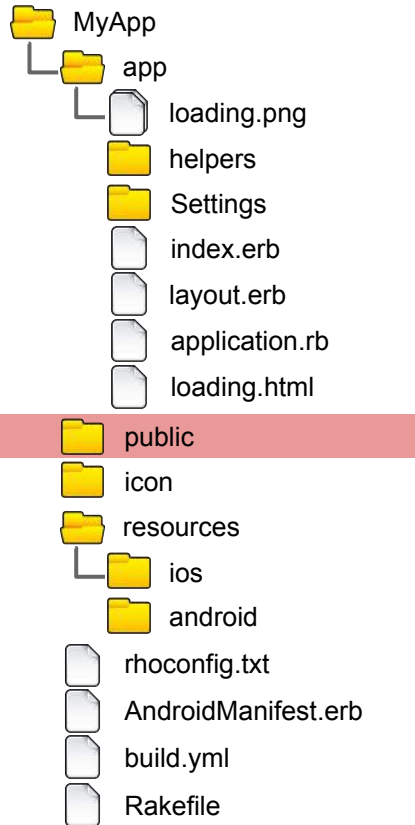 MyApp
app
loading.png
helpers
Settings
index.erb
layout.erb
application.rb
loading.html
public
icon
resources
ios
android
rhoconfig.txt
AndroidManifest.erb
build.yml
Rakefile